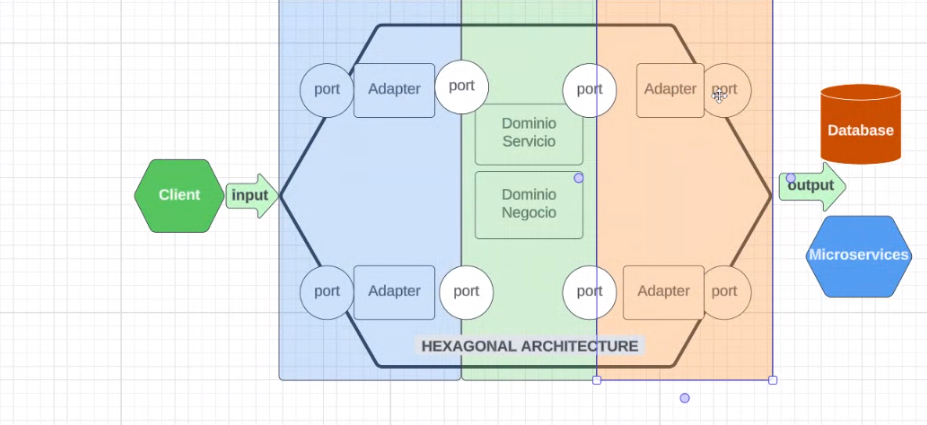 port
Adapter
port
port
Adapter
port
Dominio
Servicio
Database
Client
input
Dominio
Negocio
output
Microservices
port
Adapter
port
port
Adapter
port
HEXAGONAL ARCHITECTURE